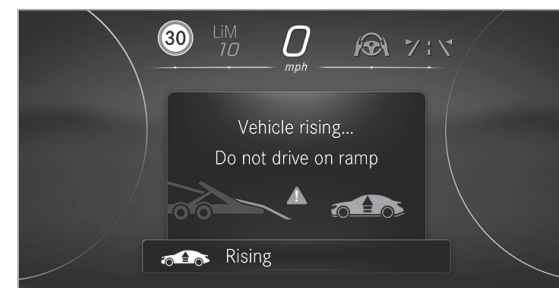 30
LiM
10
0
mph
Vehicle rising...
Do not drive on ramp
Rising